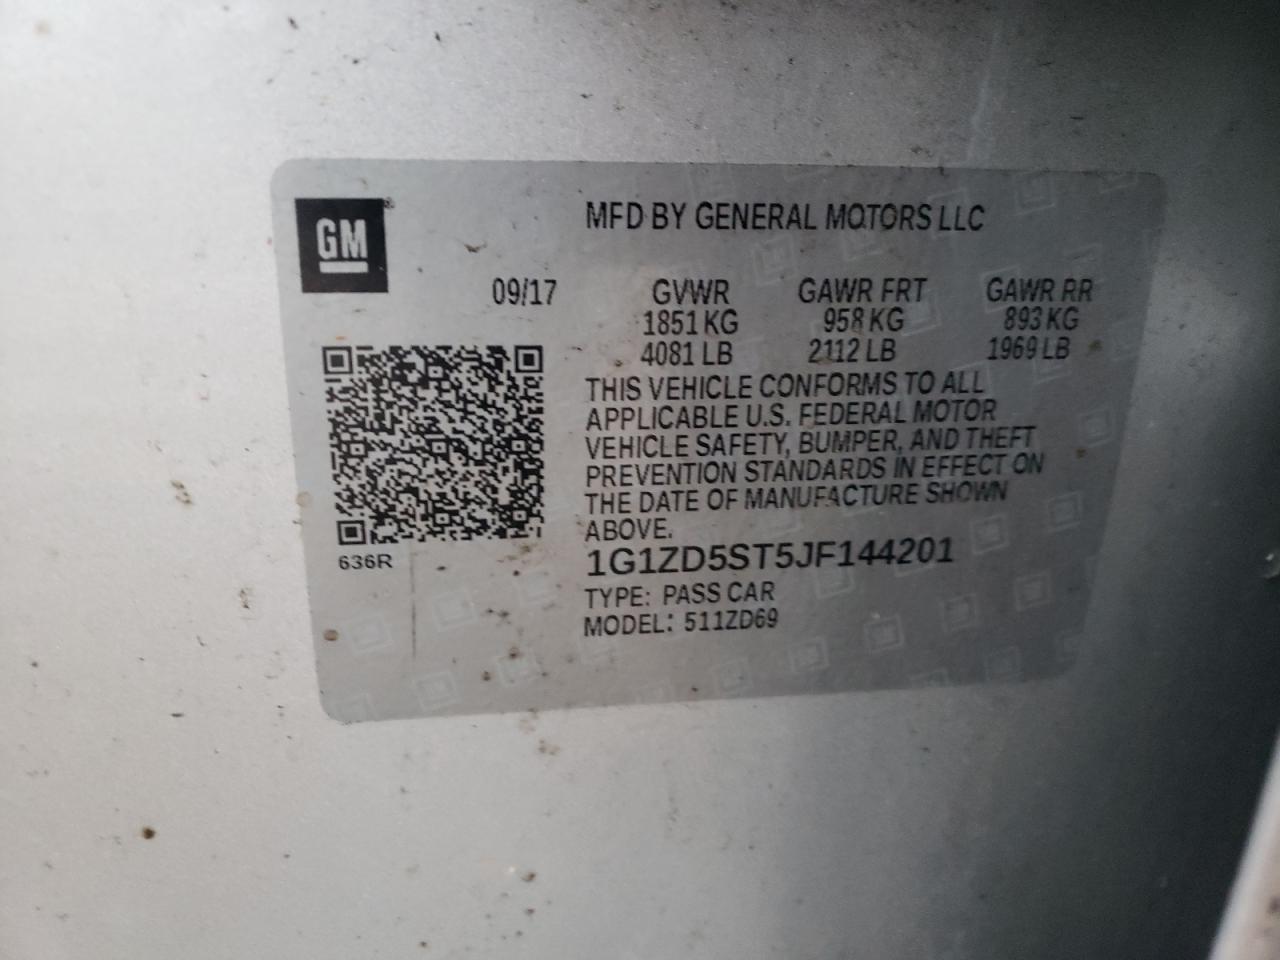 GM
MFD BY GENERAL MOTORS LLC
09/17 GVWR GAWR FRT GAWR RR
1851 KG 958 KG 893 KG
4081 LB 2112 LB 1969 LB
THIS VEHICLE CONFORMS TO ALL
APPLICABLE U.S. FEDERAL MOTOR
VEHICLE SAFETY, BUMPER, AND THEFT
PREVENTION STANDARDS IN EFFECT ON
THE DATE OF MANUFACTURE SHOWN
ABOVE.
636R
1G1ZD5ST5JF144201
TYPE: PASS CAR
MODEL: 511ZD69